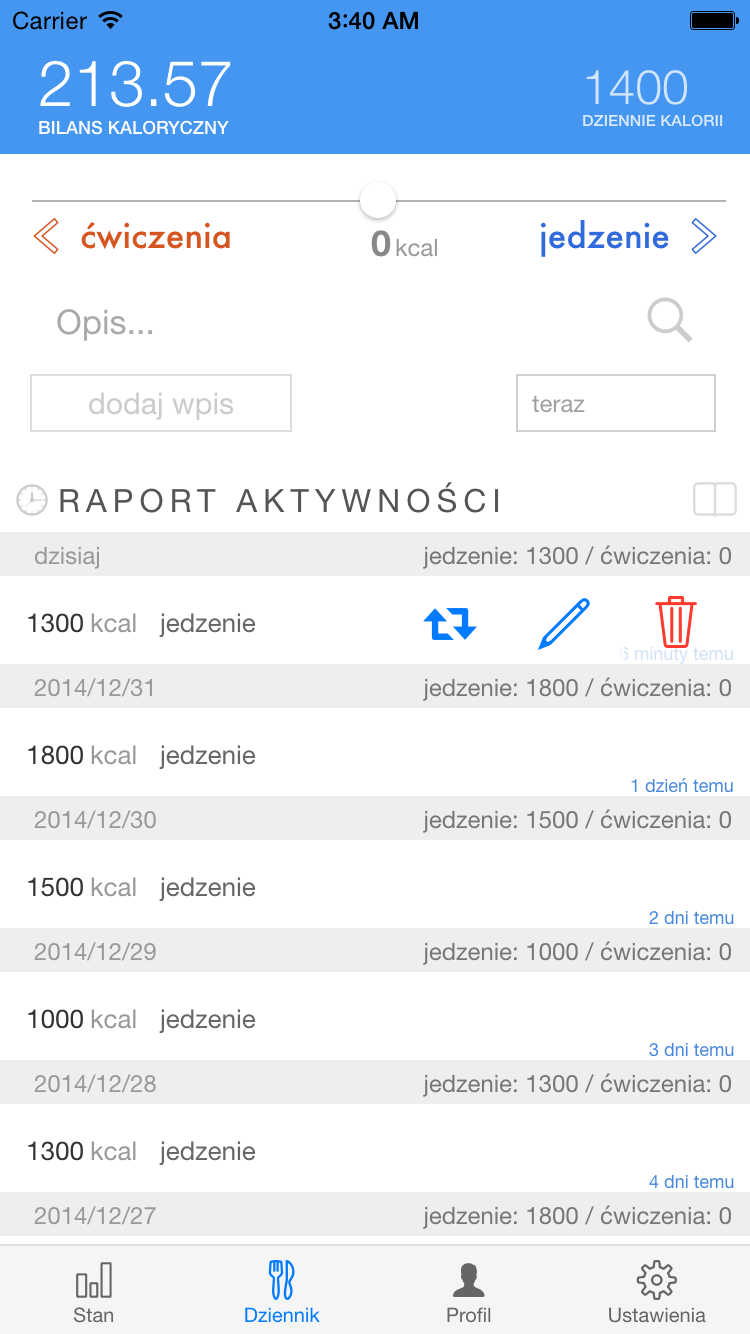 Carrier 3:40 AM
213.57 1400
BILANS KALORYCZNY DZIENNIE KALORII
ćwiczenia 0 kcal jedzenie
Opis...
dodaj wpis teraz
RAPORT AKTYWNOŚCI
dzisiaj jedzenie: 1300 / ćwiczenia: 0
1300 kcal jedzenie
6 minuty temu
2014/12/31 jedzenie: 1800 / ćwiczenia: 0
1800 kcal jedzenie
1 dzień temu
2014/12/30 jedzenie: 1500 / ćwiczenia: 0
1500 kcal jedzenie
2 dni temu
2014/12/29 jedzenie: 1000 / ćwiczenia: 0
1000 kcal jedzenie
3 dni temu
2014/12/28 jedzenie: 1300 / ćwiczenia: 0
1300 kcal jedzenie
4 dni temu
2014/12/27 jedzenie: 1800 / ćwiczenia: 0
Stan Dziennik Profil Ustawienia